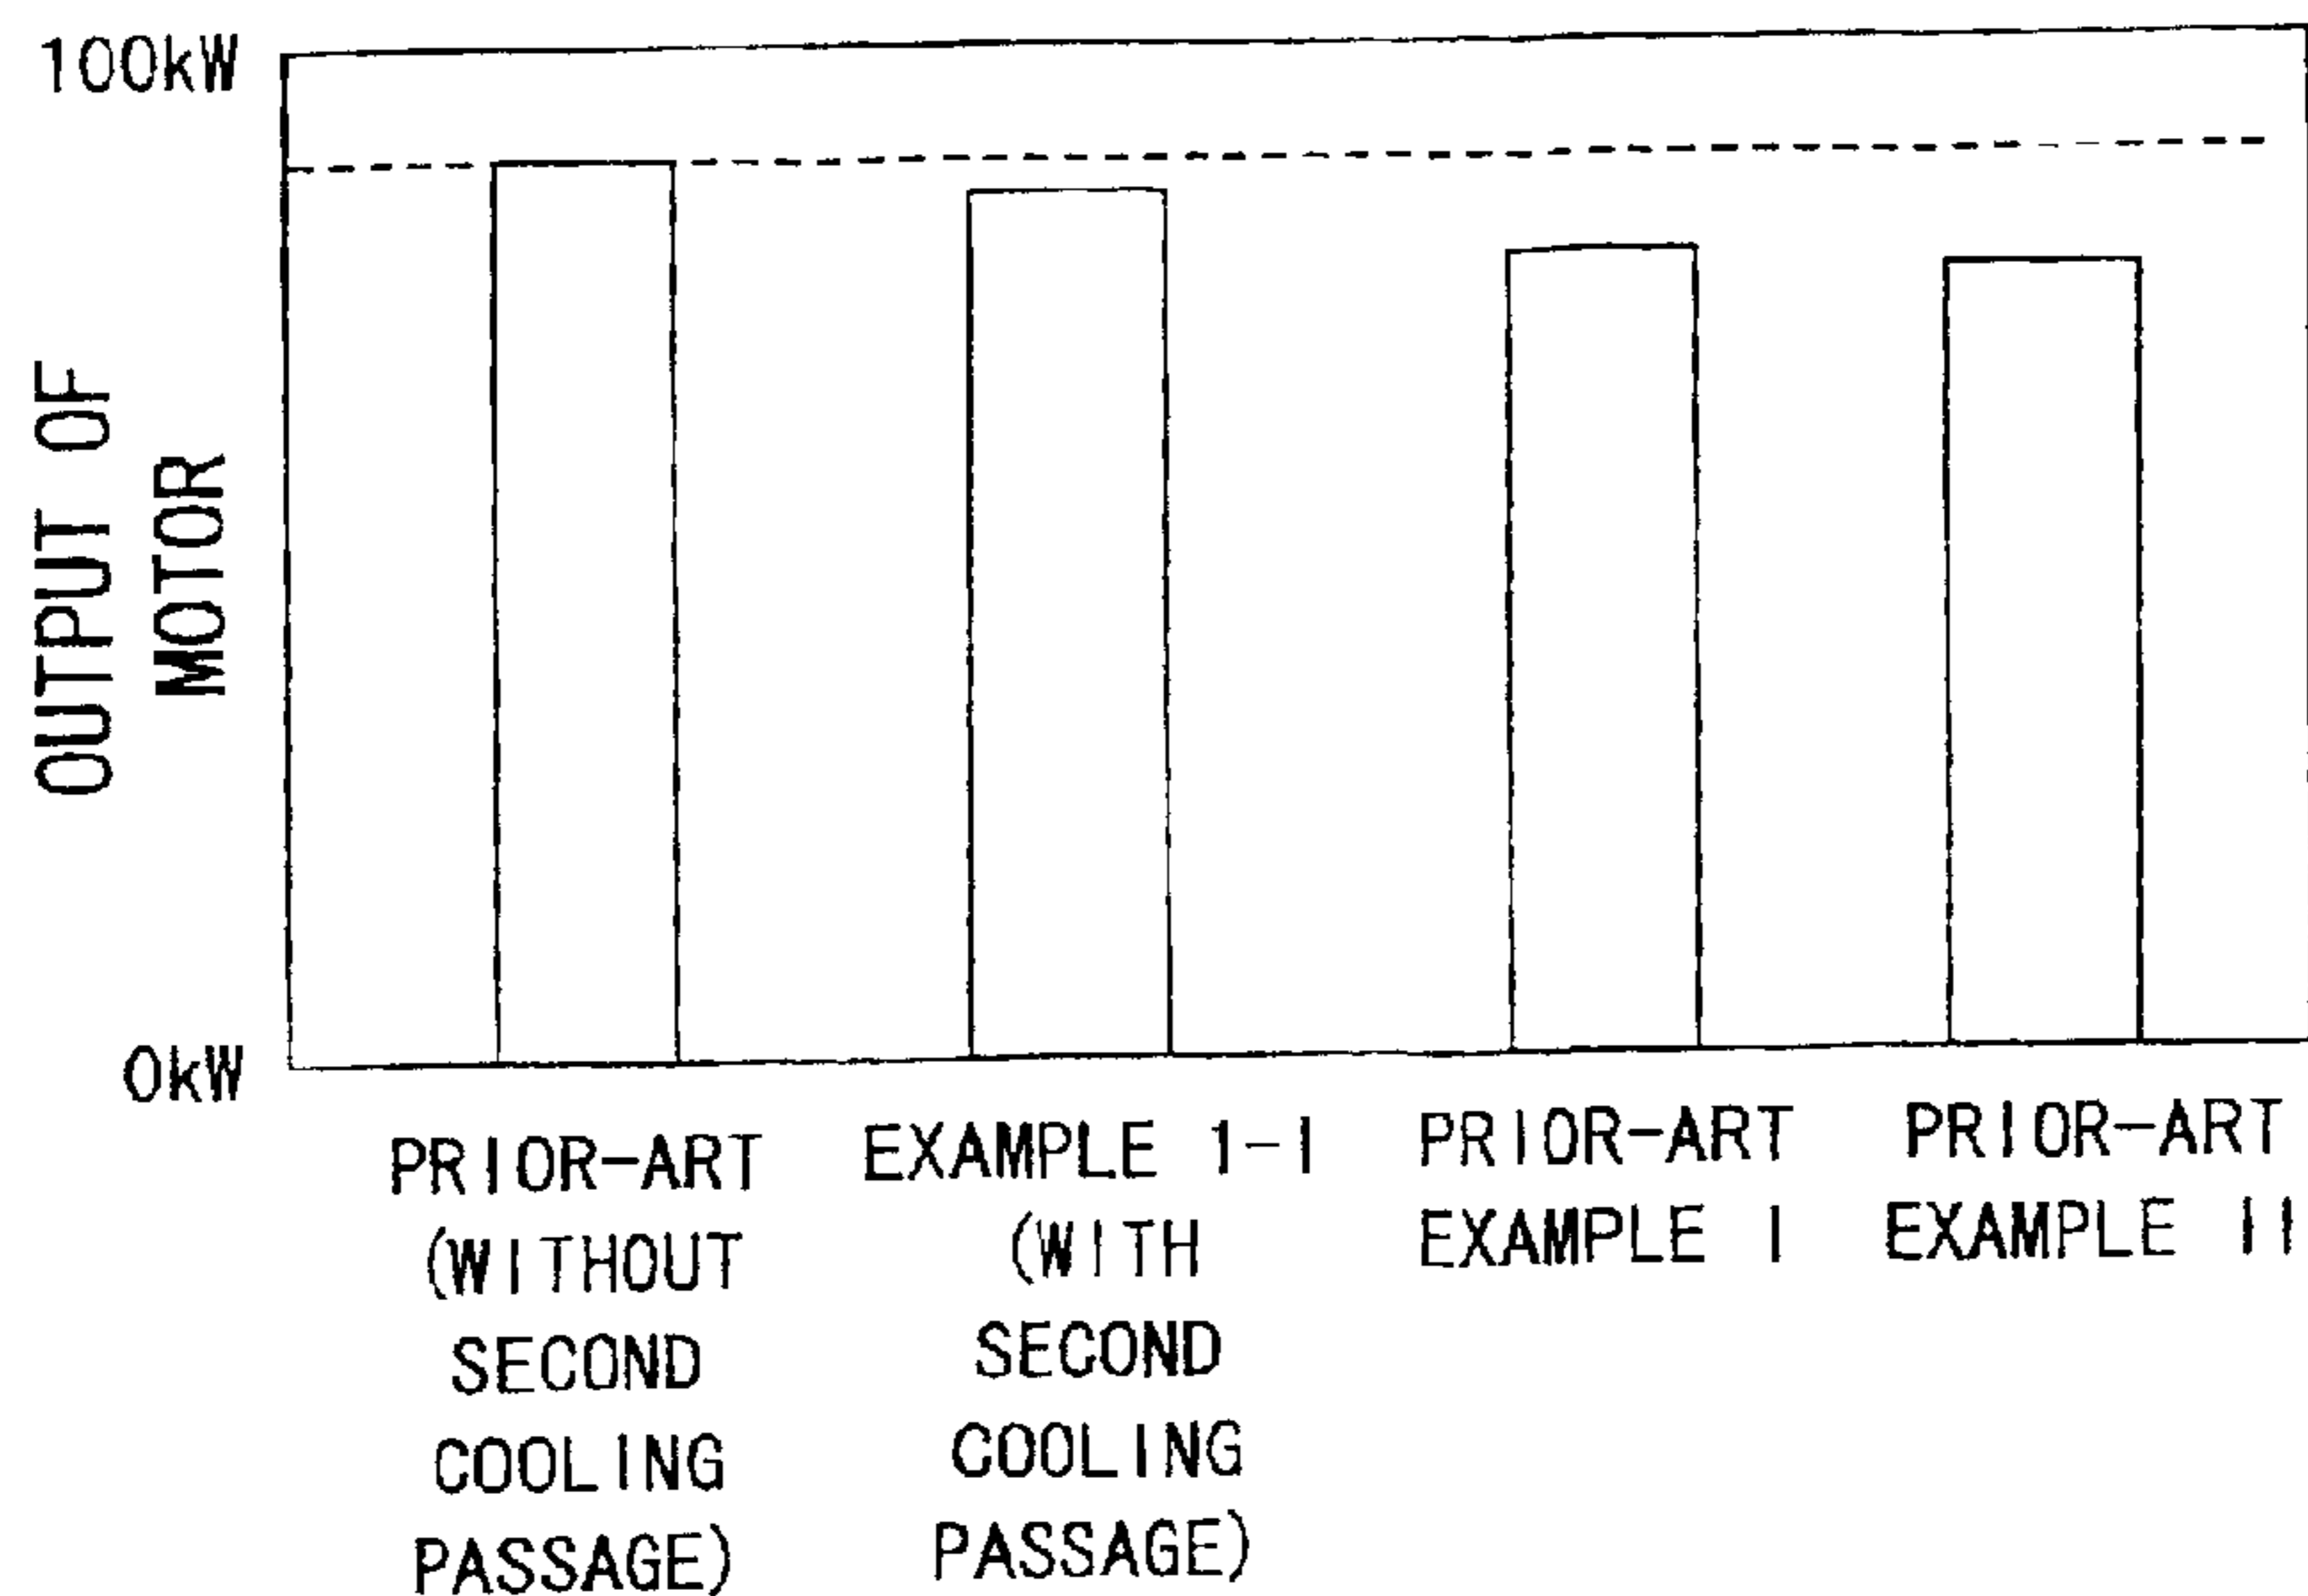 100kW
OUTPUT OF
MOTOR
0kW
PRIOR-ART
(WITHOUT
SECOND
COOLING
PASSAGE)
EXAMPLE 1-I
(WITH
SECOND
COOLING
PASSAGE)
PRIOR-ART
EXAMPLE I
PRIOR-ART
EXAMPLE II